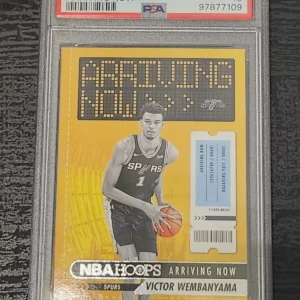 PSA
97877109
ARRIVING
NOW >>
SPURS
1
NBA HOOPS ARRIVING NOW
SPURS VICTOR WEMBANYAMA